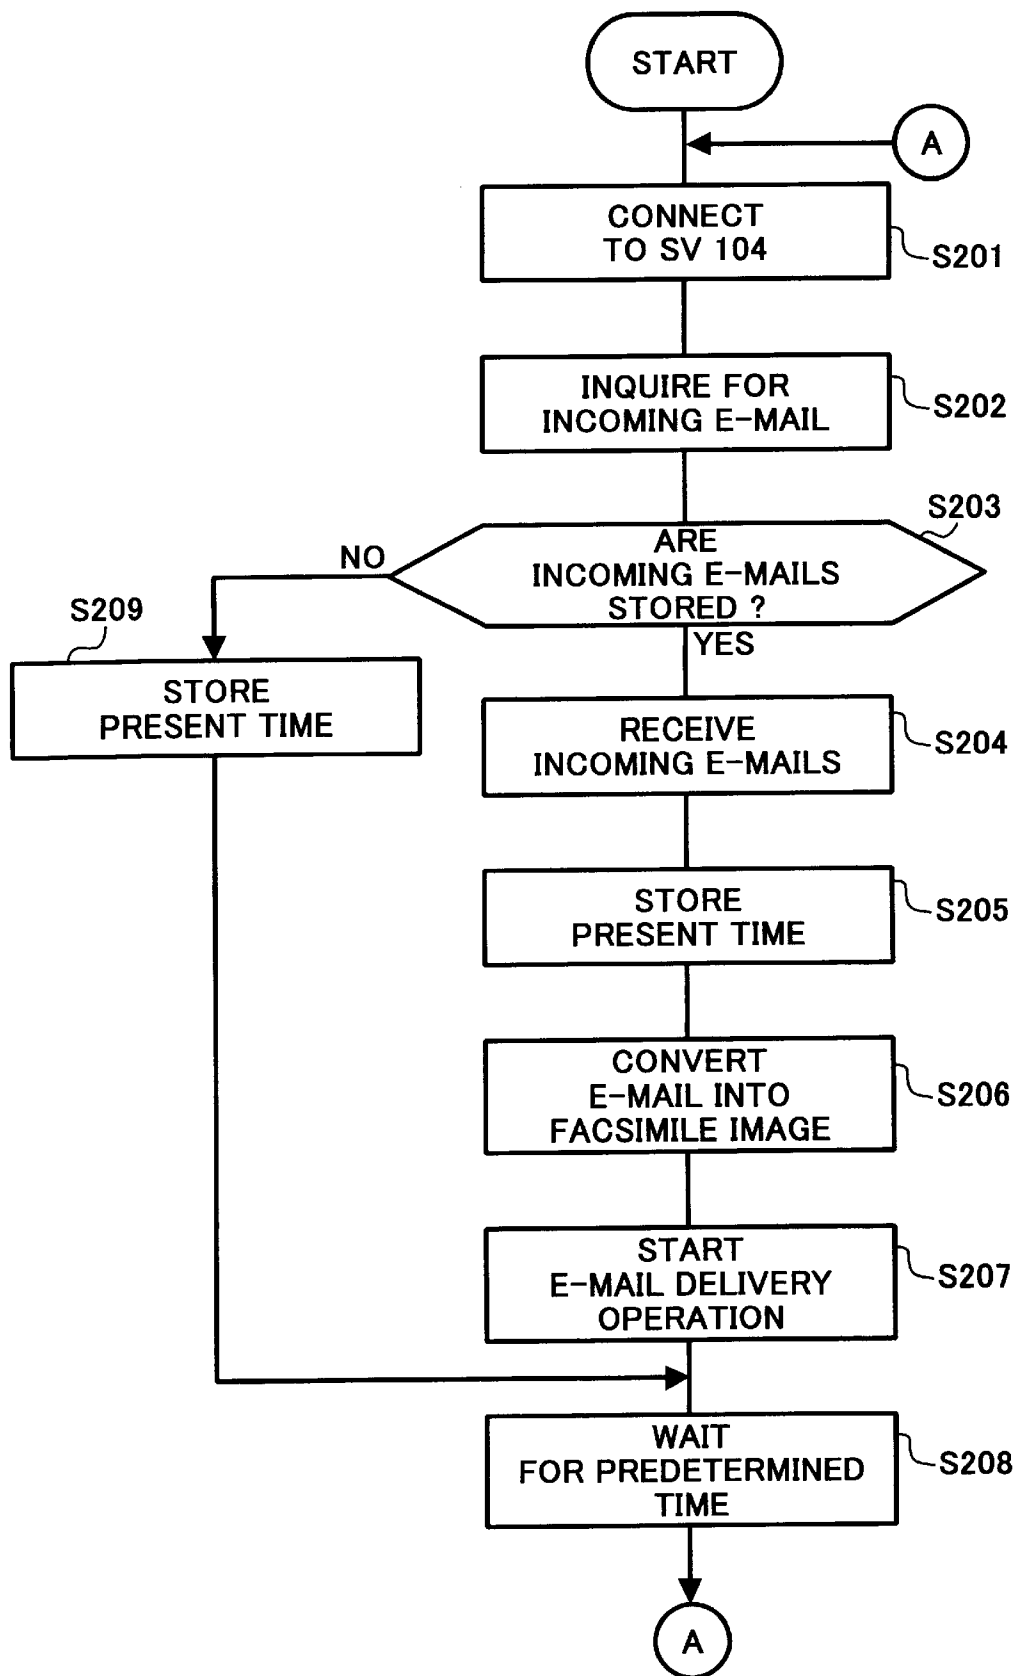 START
A
CONNECT
TO SV 104
S201
INQUIRE FOR
INCOMING E-MAIL
S202
S203
ARE
INCOMING E-MAILS
STORED ?
NO
YES
S209
STORE
PRESENT TIME
RECEIVE
INCOMING E-MAILS
S204
STORE
PRESENT TIME
S205
CONVERT
E-MAIL INTO
FACSIMILE IMAGE
S206
START
E-MAIL DELIVERY
OPERATION
S207
WAIT
FOR PREDETERMINED
TIME
S208
A